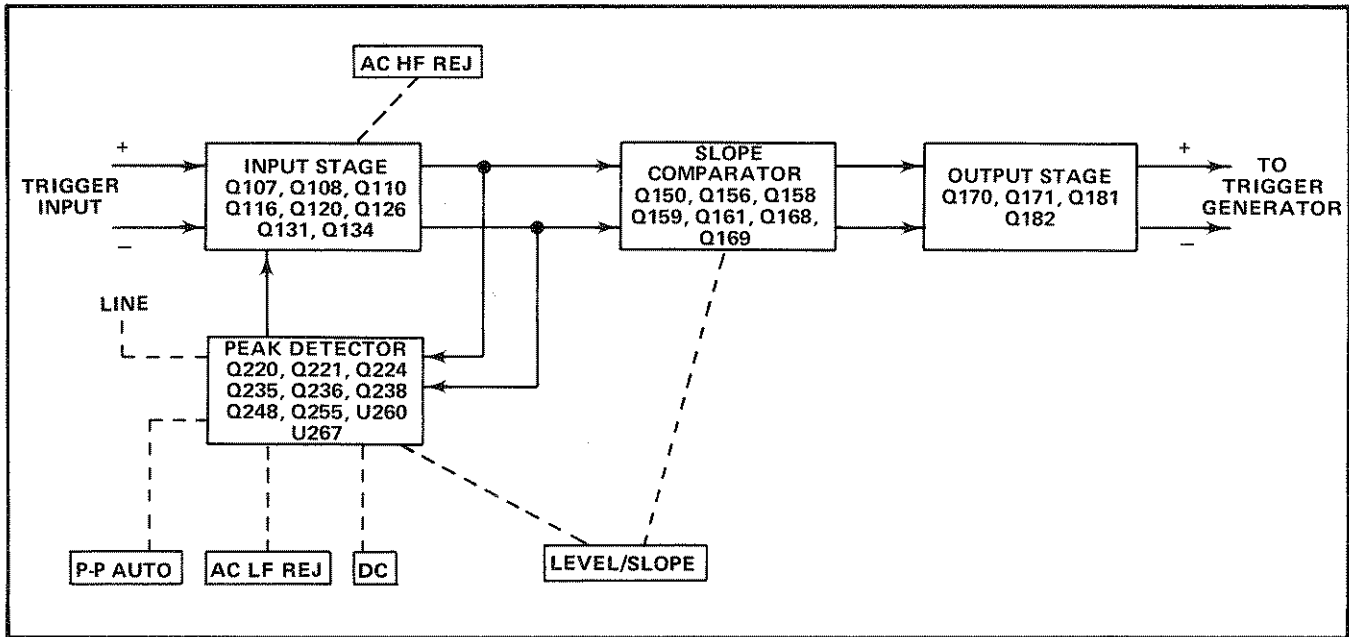 AC HF REJ
+
TRIGGER
INPUT
−
INPUT STAGE
Q107, Q108, Q110
Q116, Q120, Q126
Q131, Q134
SLOPE
COMPARATOR
Q150, Q156, Q158
Q159, Q161, Q168,
Q169
OUTPUT STAGE
Q170, Q171, Q181
Q182
+
TO
TRIGGER
GENERATOR
−
LINE
PEAK DETECTOR
Q220, Q221, Q224
Q235, Q236, Q238
Q248, Q255, U260
U267
P-P AUTO
AC LF REJ
DC
LEVEL/SLOPE